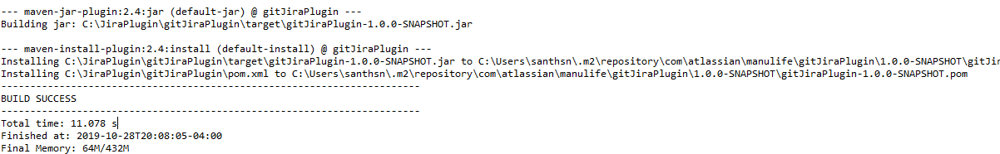 --- maven-jar-plugin:2.4:jar (default-jar) @ gitJiraPlugin ---
Building jar: C:\JiraPlugin\gitJiraPlugin\target\gitJiraPlugin-1.0.0-SNAPSHOT.jar
--- maven-install-plugin:2.4:install (default-install) @ gitJiraPlugin ---
Installing C:\JiraPlugin\gitJiraPlugin\target\gitJiraPlugin-1.0.0-SNAPSHOT.jar to C:\Users\santhsn\.m2\repository\com\atlassian\manulife\gitJiraPlugin\1.0.0-SNAPSHOT\gitJi
Installing C:\JiraPlugin\gitJiraPlugin\pom.xml to C:\Users\santhsn\.m2\repository\com\atlassian\manulife\gitJiraPlugin\1.0.0-SNAPSHOT\gitJiraPlugin-1.0.0-SNAPSHOT.pom
------------------------------------------------------------------------
BUILD SUCCESS
------------------------------------------------------------------------
Total time: 11.078 s
Finished at: 2019-10-28T20:08:05-04:00
Final Memory: 64M/432M